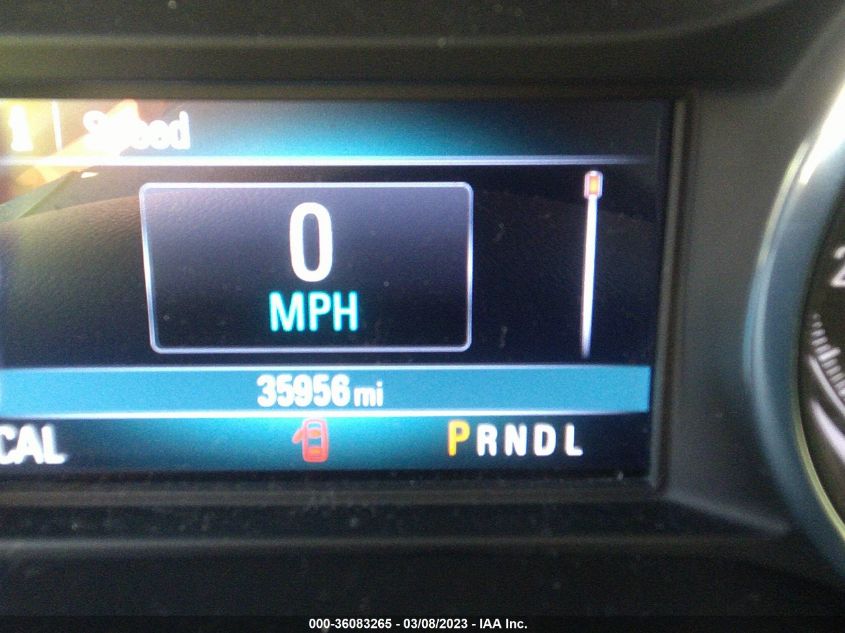 Speed
0
MPH
35956 mi
CAL
PRNDL
000-36083265 - 03/08/2023 - IAA Inc.